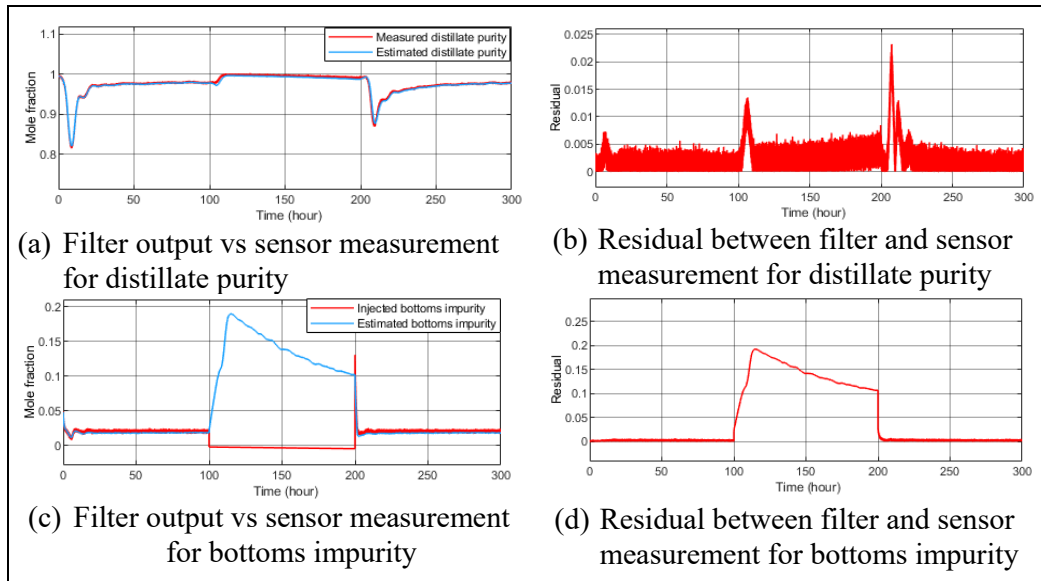 1.1
1
0.9
0.8
Mole fraction
Measured distillate purity
Estimated distillate purity
0 50 100 150 200 250 300
Time (hour)
(a) Filter output vs sensor measurement
for distillate purity
0.025
0.02
0.015
0.01
0.005
0
Residual
0 50 100 150 200 250 300
Time (hour)
(b) Residual between filter and sensor
measurement for distillate purity
0.2
0.15
0.1
0.05
0
Mole fraction
Injected bottoms impurity
Estimated bottoms impurity
0 50 100 150 200 250 300
Time (hour)
(c) Filter output vs sensor measurement
for bottoms impurity
0.25
0.2
0.15
0.1
0.05
0
Residual
0 50 100 150 200 250 300
Time (hour)
(d) Residual between filter and sensor
measurement for bottoms impurity